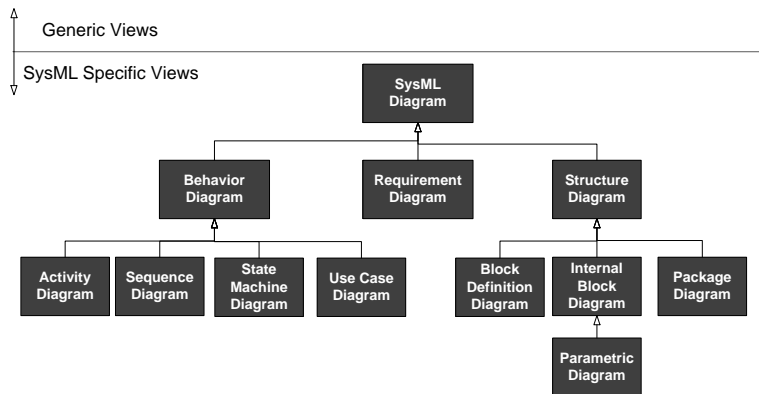 Generic Views
SysML Specific Views
SysML
Diagram
Behavior
Diagram
Requirement
Diagram
Structure
Diagram
Activity
Diagram
Sequence
Diagram
State
Machine
Diagram
Use Case
Diagram
Block
Definition
Diagram
Internal
Block
Diagram
Package
Diagram
Parametric
Diagram